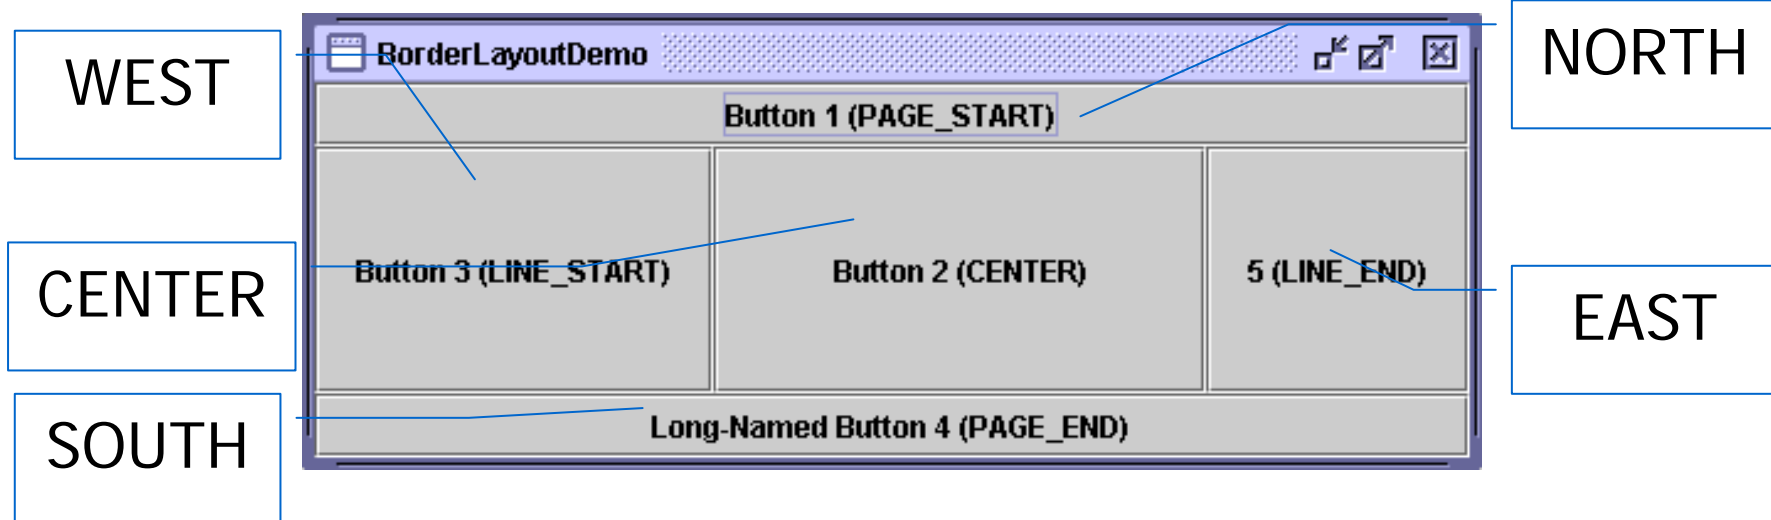 NORTH
WEST
BorderLayoutDemo
Button 1 (PAGE_START)
CENTER
Button 3 (LINE_START)
Button 2 (CENTER)
5 (LINE_END)
EAST
SOUTH
Long-Named Button 4 (PAGE_END)